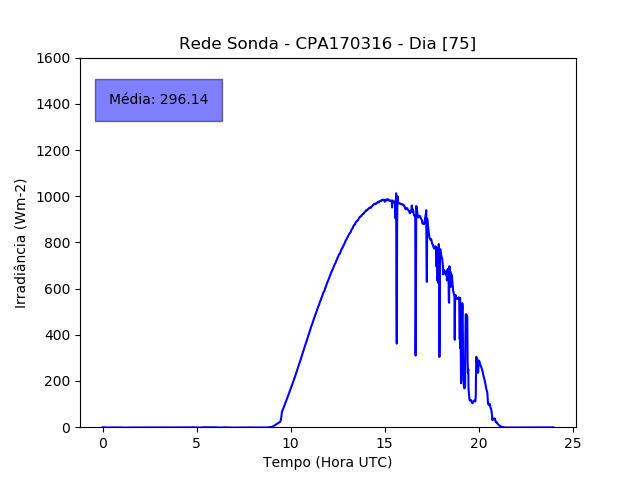 Rede Sonda - CPA170316 - Dia [75]
1600
1400
1200
1000
800
600
400
200
0
Média: 296.14
Irradiância (Wm-2)
0 5 10 15 20 25
Tempo (Hora UTC)